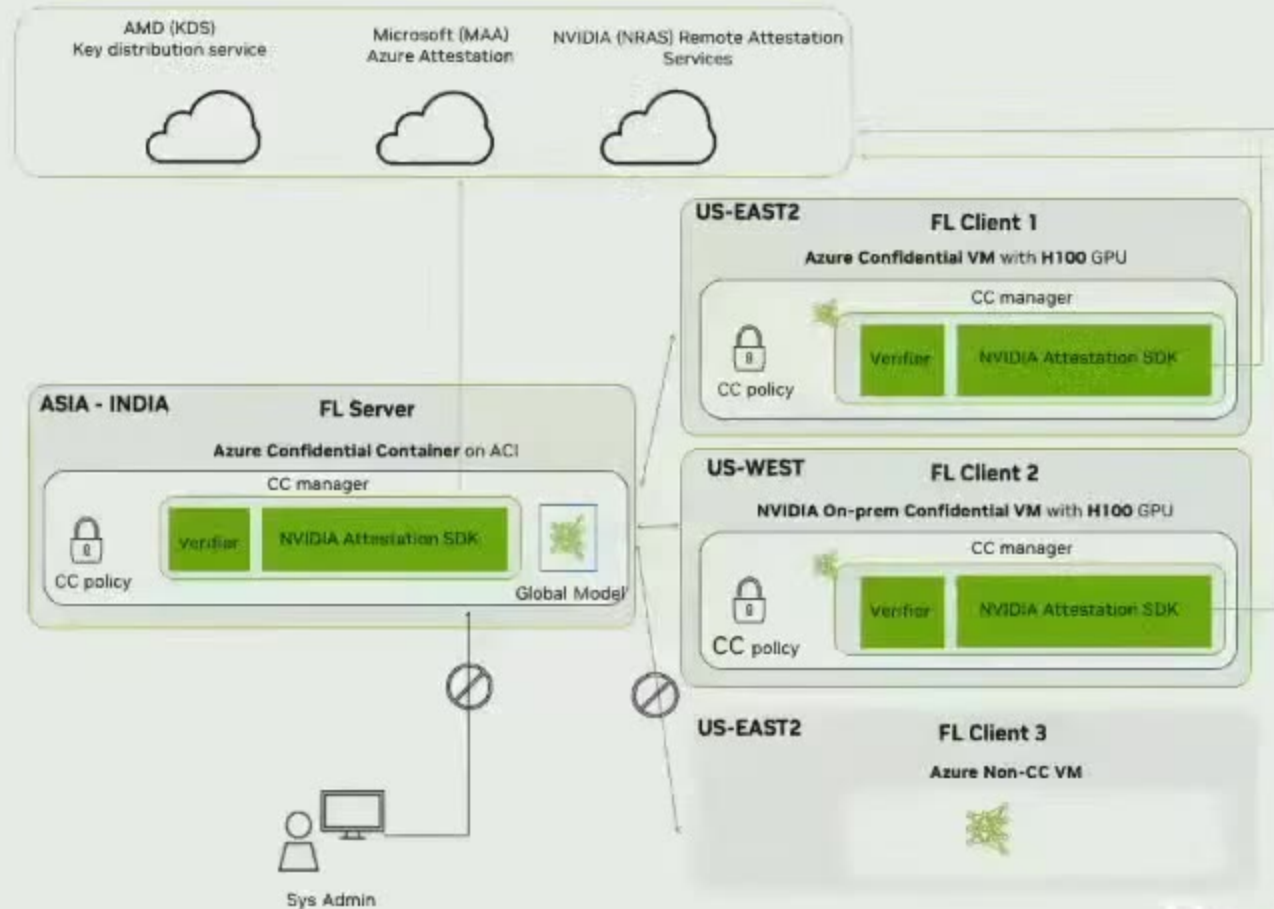 AMD (KDS)
Key distribution service
Microsoft (MAA)
Azure Attestation
NVIDIA (NRAS) Remote Attestation
Services
US-EAST2
FL Client 1
Azure Confidential VM with H100 GPU
CC manager
CC policy
Verifier
NVIDIA Attestation SDK
ASIA - INDIA
FL Server
Azure Confidential Container on ACI
CC manager
CC policy
Verifier
NVIDIA Attestation SDK
Global Model
US-WEST
FL Client 2
NVIDIA On-prem Confidential VM with H100 GPU
CC manager
CC policy
Verifier
NVIDIA Attestation SDK
US-EAST2
FL Client 3
Azure Non-CC VM
Sys Admin